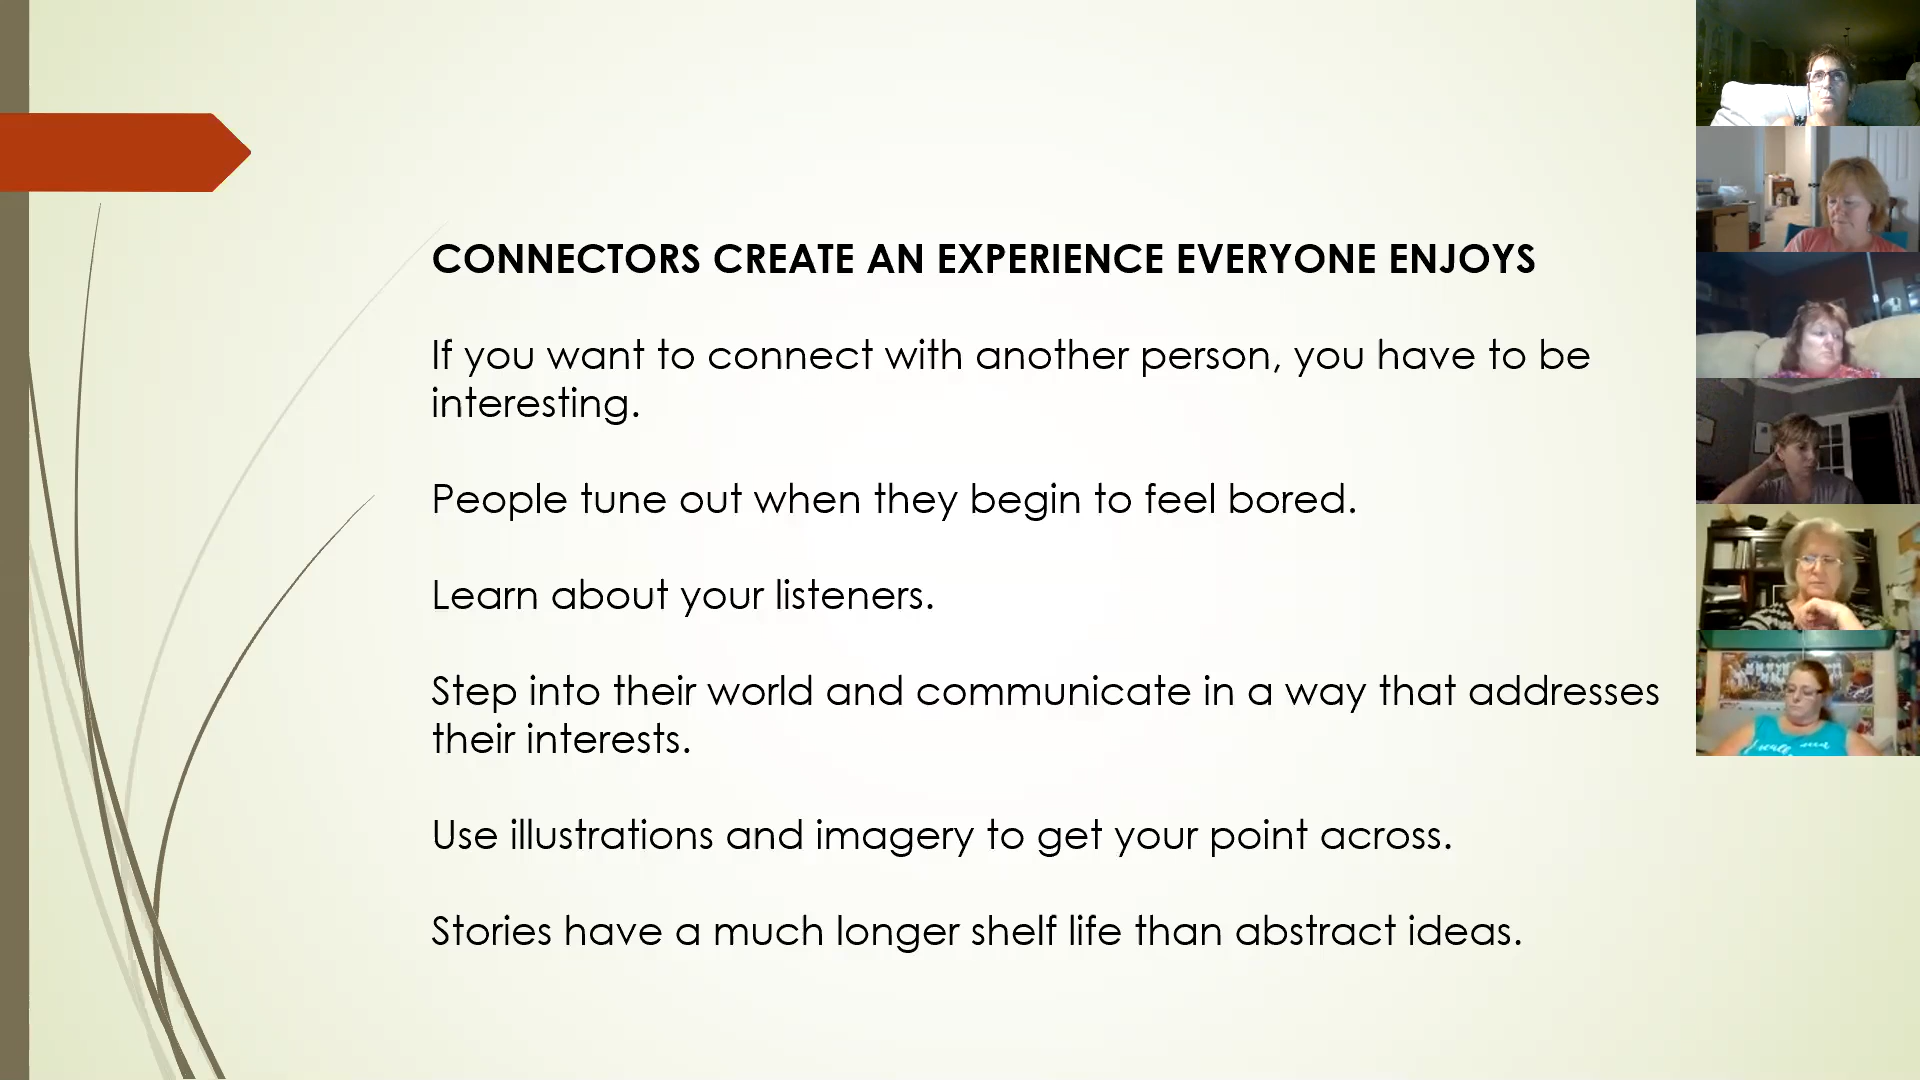 CONNECTORS CREATE AN EXPERIENCE EVERYONE ENJOYS
If you want to connect with another person, you have to be
interesting.
People tune out when they begin to feel bored.
Learn about your listeners.
Step into their world and communicate in a way that addresses
their interests.
Use illustrations and imagery to get your point across.
Stories have a much longer shelf life than abstract ideas.